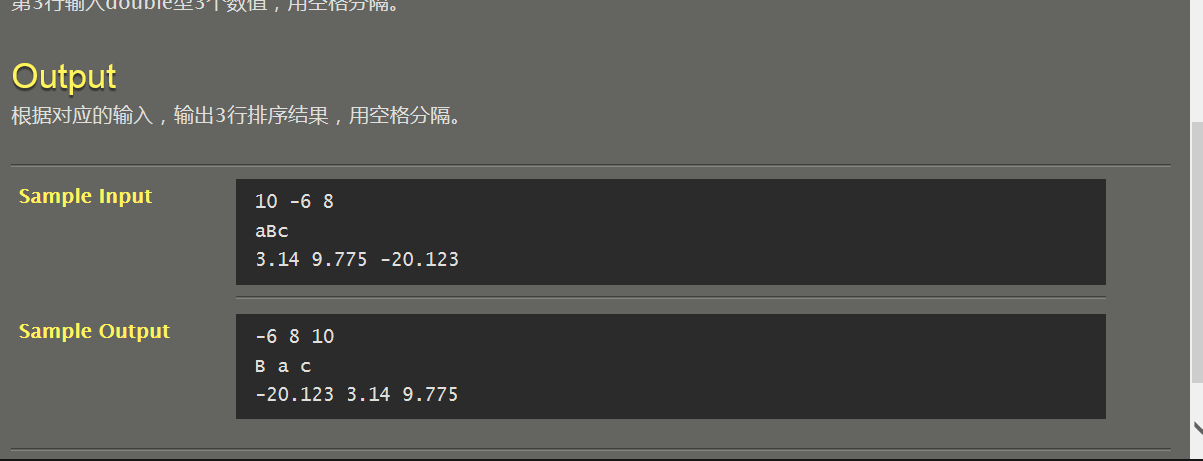 第3行输入double型3个数值，用空格分隔。
Output
根据对应的输入，输出3行排序结果，用空格分隔。
Sample Input
10 -6 8
aBc
3.14 9.775 -20.123
Sample Output
-6 8 10
B a c
-20.123 3.14 9.775